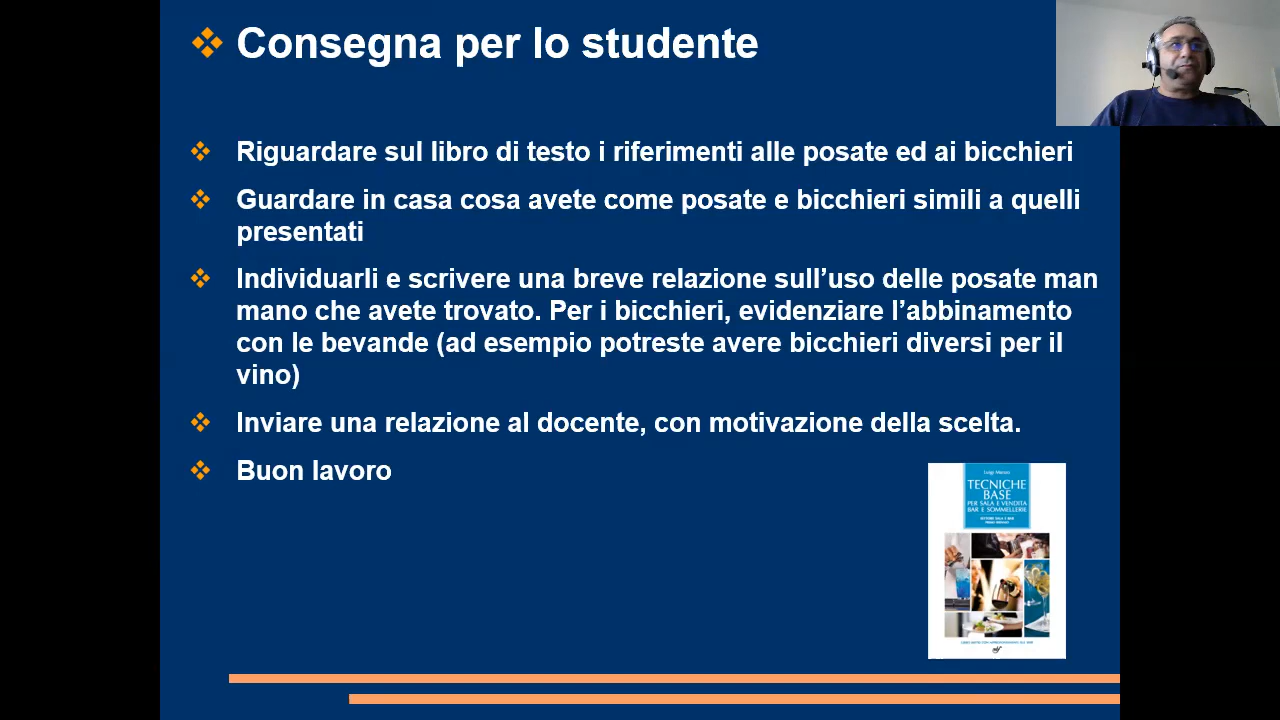 Consegna per lo studente
Riguardare sul libro di testo i riferimenti alle posate ed ai bicchieri
Guardare in casa cosa avete come posate e bicchieri simili a quelli
presentati
Individuarli e scrivere una breve relazione sull’uso delle posate man
mano che avete trovato. Per i bicchieri, evidenziare l’abbinamento
con le bevande (ad esempio potreste avere bicchieri diversi per il
vino)
Inviare una relazione al docente, con motivazione della scelta.
Buon lavoro
TECNICHE
BASE
PER SALA E VENDITA
BAR E SOMMELLERIE